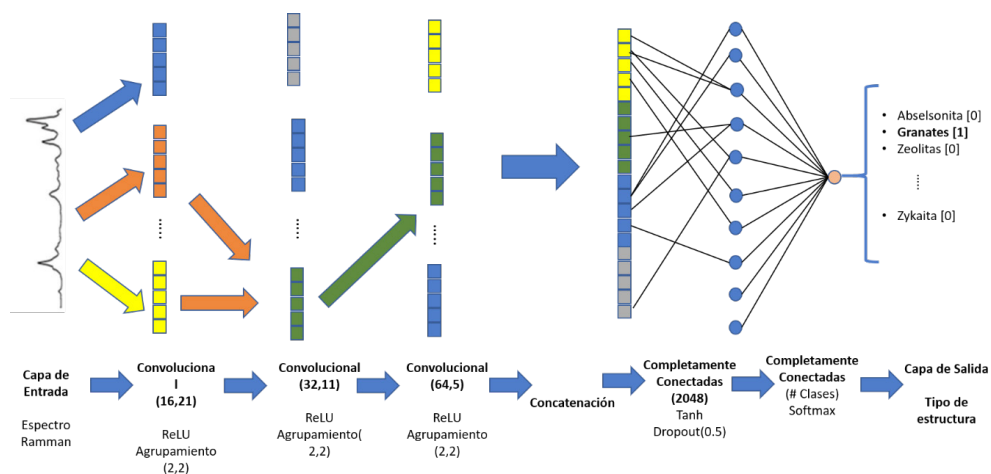 Abselsonita [0]
Granates [1]
Zeolitas [0]
Zykaita [0]
Capa de
Entrada
Espectro
Ramman
Convoluciona
l
(16,21)
ReLU
Agrupamiento
(2,2)
Convolucional
(32,11)
ReLU
Agrupamiento(
2,2)
Convolucional
(64,5)
ReLU
Agrupamiento
(2,2)
Concatenación
Completamente
Conectadas
(2048)
Tanh
Dropout(0.5)
Completamente
Conectadas
(# Clases)
Softmax
Capa de Salida
Tipo de
estructura